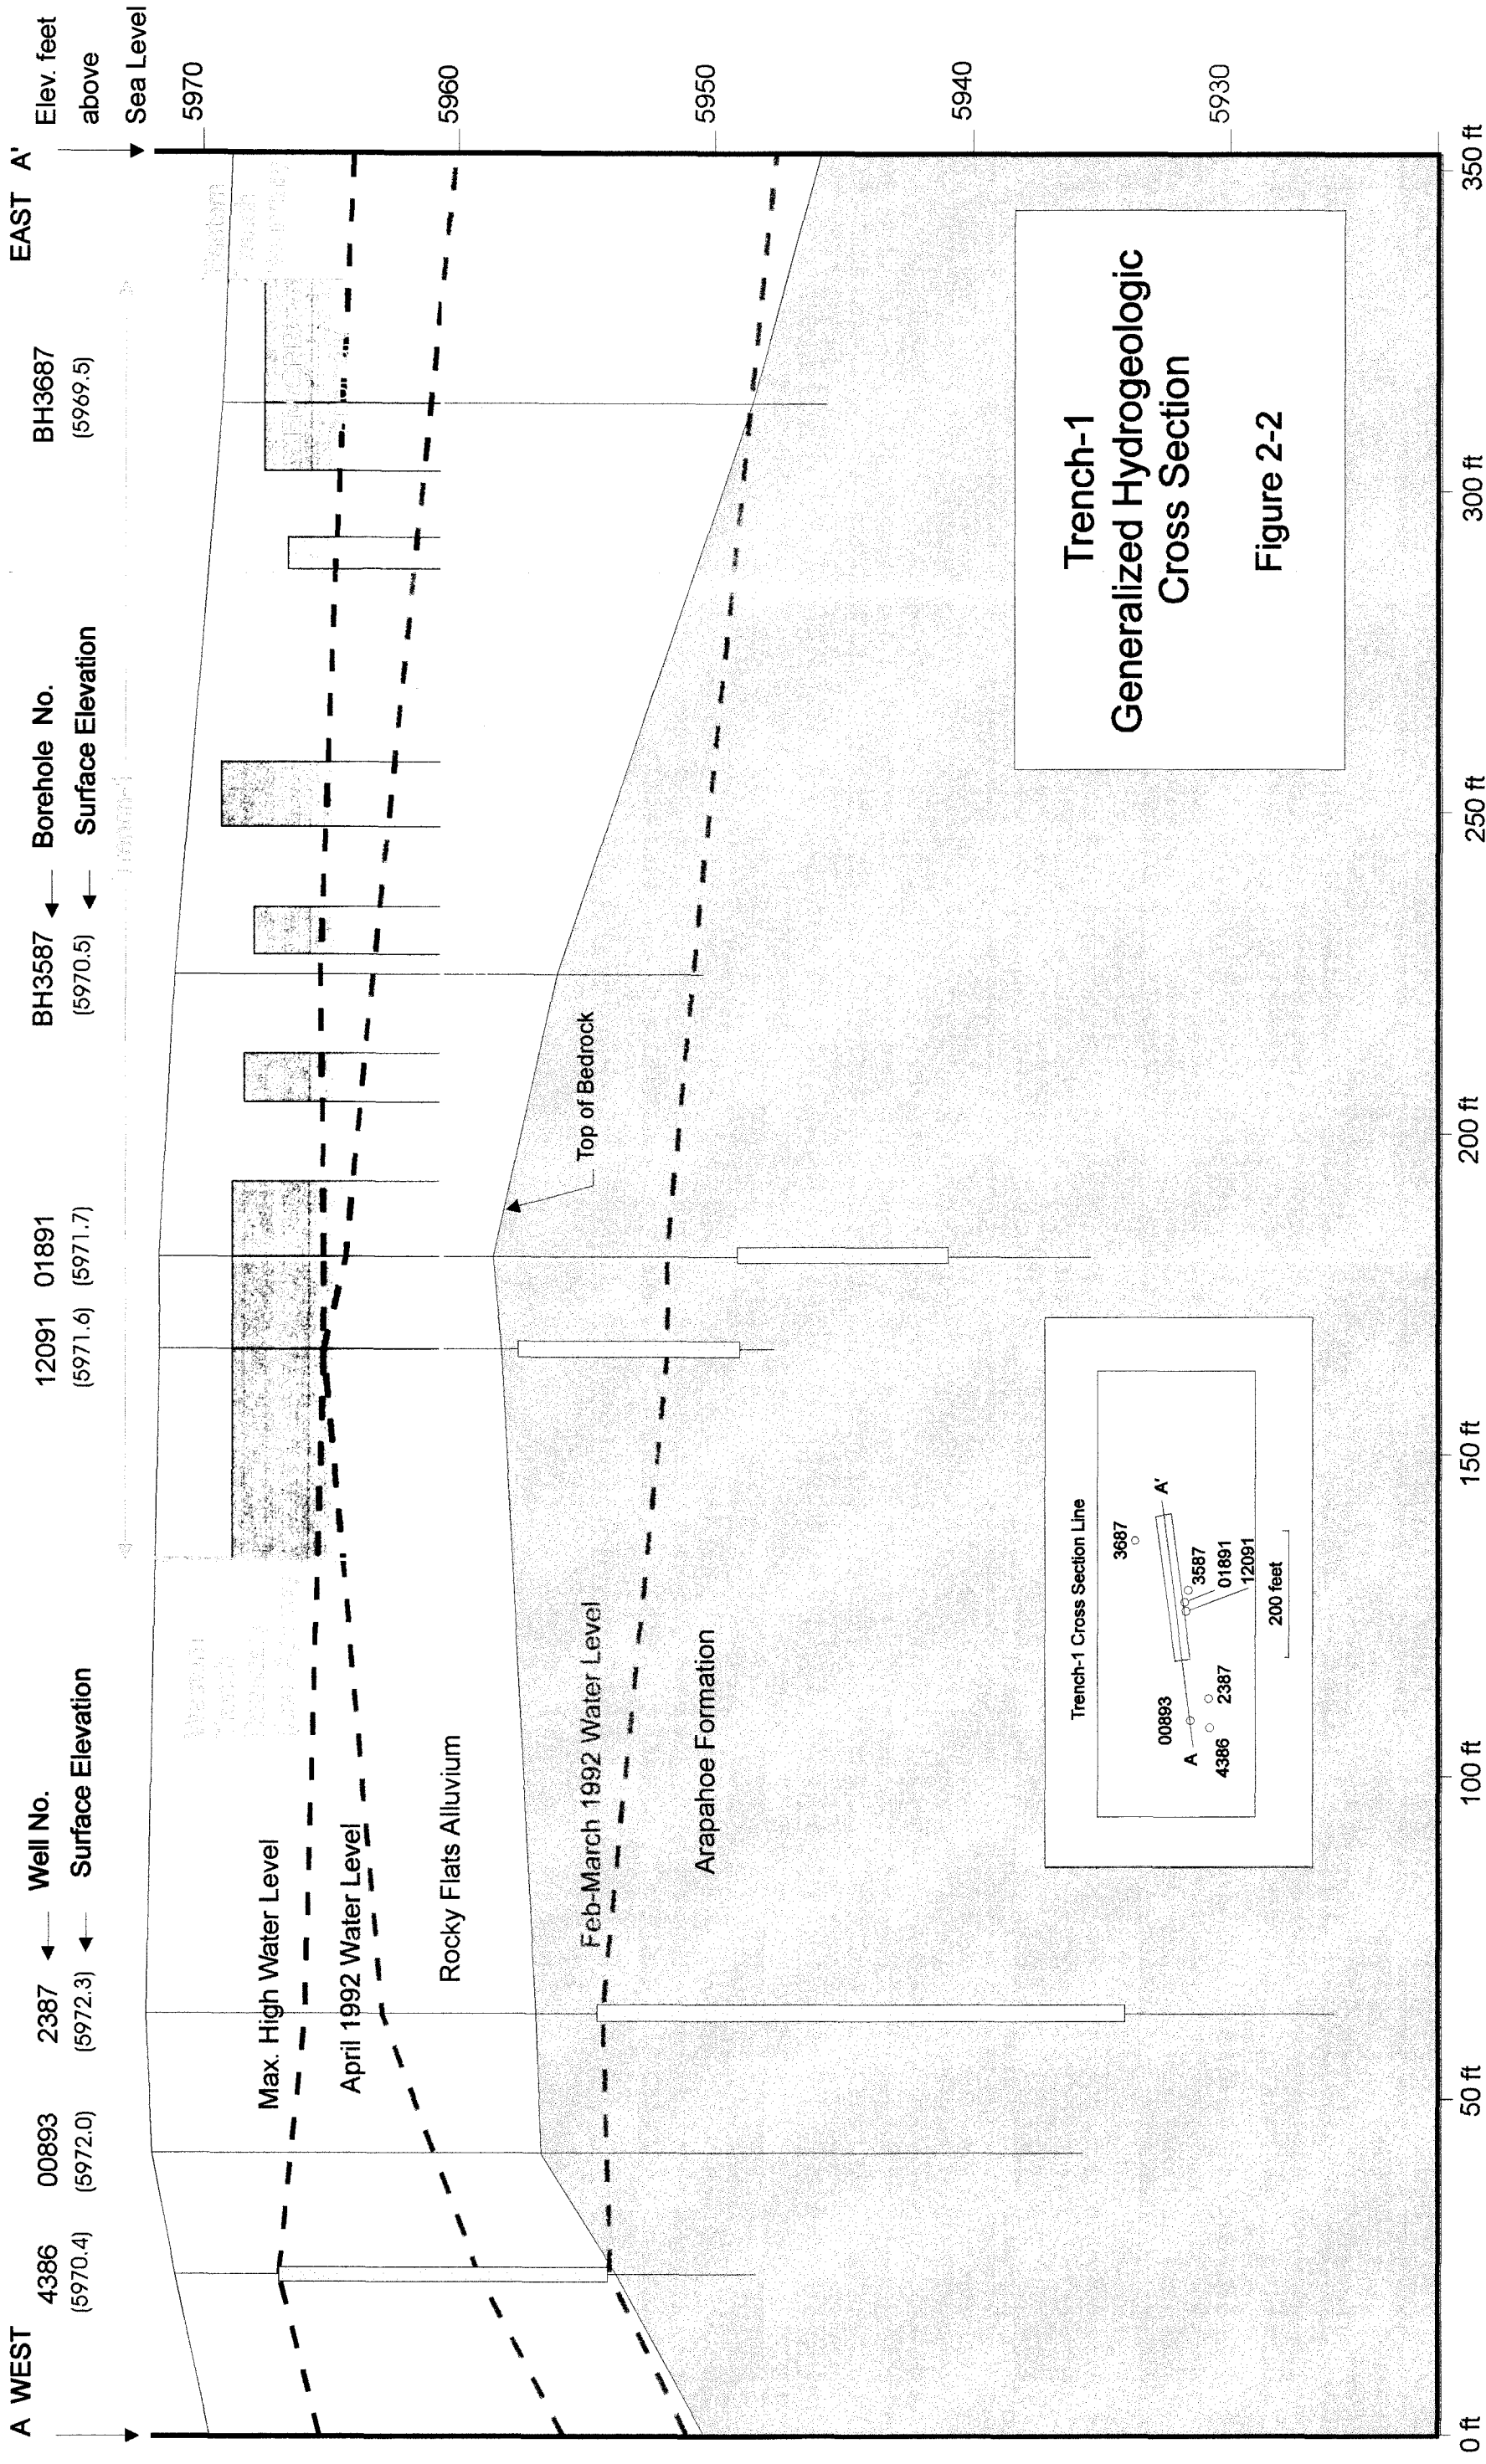 A WEST
EAST A'
4386
(5970.4)
00893
(5972.0)
2387 ← Well No.
(5972.3) ← Surface Elevation
12091
(5971.6)
01891
(5971.7)
BH3587 ← Borehole No.
(5970.5) ← Surface Elevation
BH3687
(5969.5)
Elev. feet
above
Sea Level
5970
5960
5950
5940
5930
Max. High Water Level
April 1992 Water Level
Rocky Flats Alluvium
Feb-March 1992 Water Level
Arapahoe Formation
Top of Bedrock
Trench-1 Cross Section Line
A
00893
4386
2387
3687
A'
3587
01891
12091
200 feet
Trench-1
Generalized Hydrogeologic
Cross Section
Figure 2-2
0 ft
50 ft
100 ft
150 ft
200 ft
250 ft
300 ft
350 ft